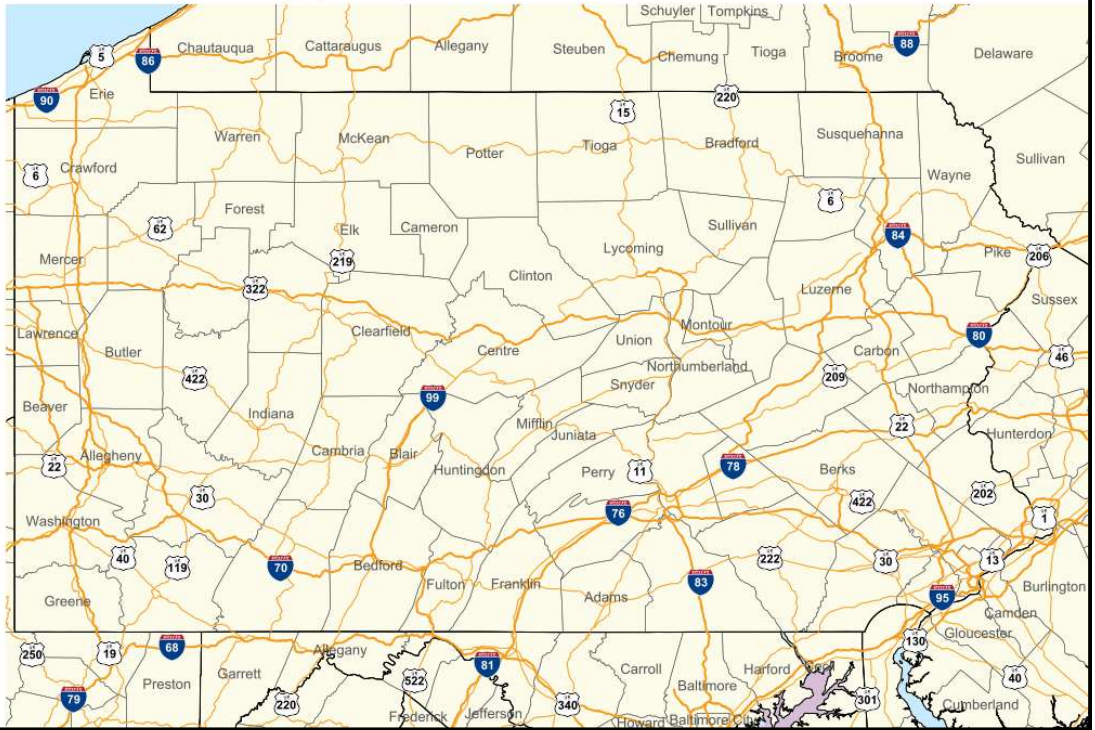 Schuyler Tompkins
5
86
Chautauqua
Cattaraugus
Allegany
Steuben
Chemung
Tioga
Broome
88
Delaware
90
Erie
15
220
Warren
McKean
Potter
Tioga
Bradford
Susquehanna
Sullivan
6
Crawford
Wayne
62
Forest
Elk
Cameron
Lycoming
Sullivan
6
84
Pike
206
Mercer
322
219
Clinton
Luzerne
Sussex
Lawrence
Butler
Clearfield
Centre
Union
Montour
80
46
422
Northumberland
Carbon
209
Northampton
Beaver
Indiana
99
Snyder
Mifflin
Juniata
22
Hunterdon
22
Allegheny
Cambria
Blair
Huntingdon
Perry
11
78
Berks
30
76
422
202
1
Washington
40
119
70
Bedford
Fulton
Franklin
Adams
83
222
30
13
95
Burlington
Greene
Camden
Gloucester
250
19
68
Preston
Garrett
Allegany
81
522
Carroll
Harford
130
79
220
Frederick
Jefferson
340
Howard
Baltimore
Baltimore City
301
40
Cumberland